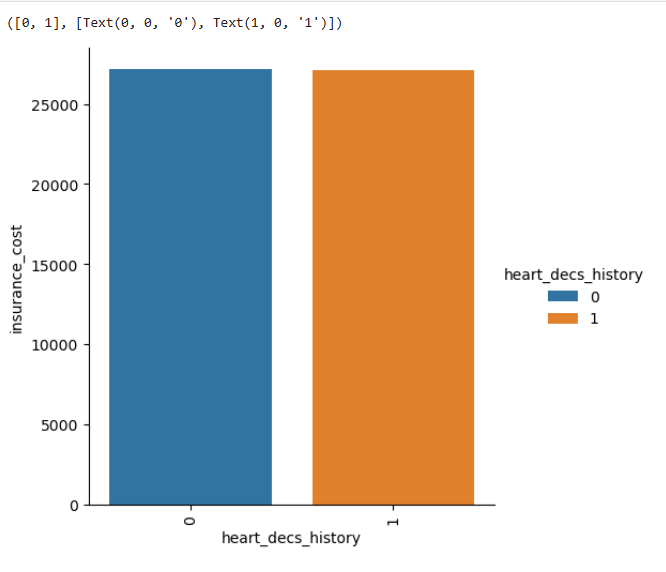 ([0, 1], [Text(0, 0, '0'), Text(1, 0, '1')])
25000
20000
15000
10000
5000
0
insurance_cost
0
1
heart_decs_history
heart_decs_history
0
1